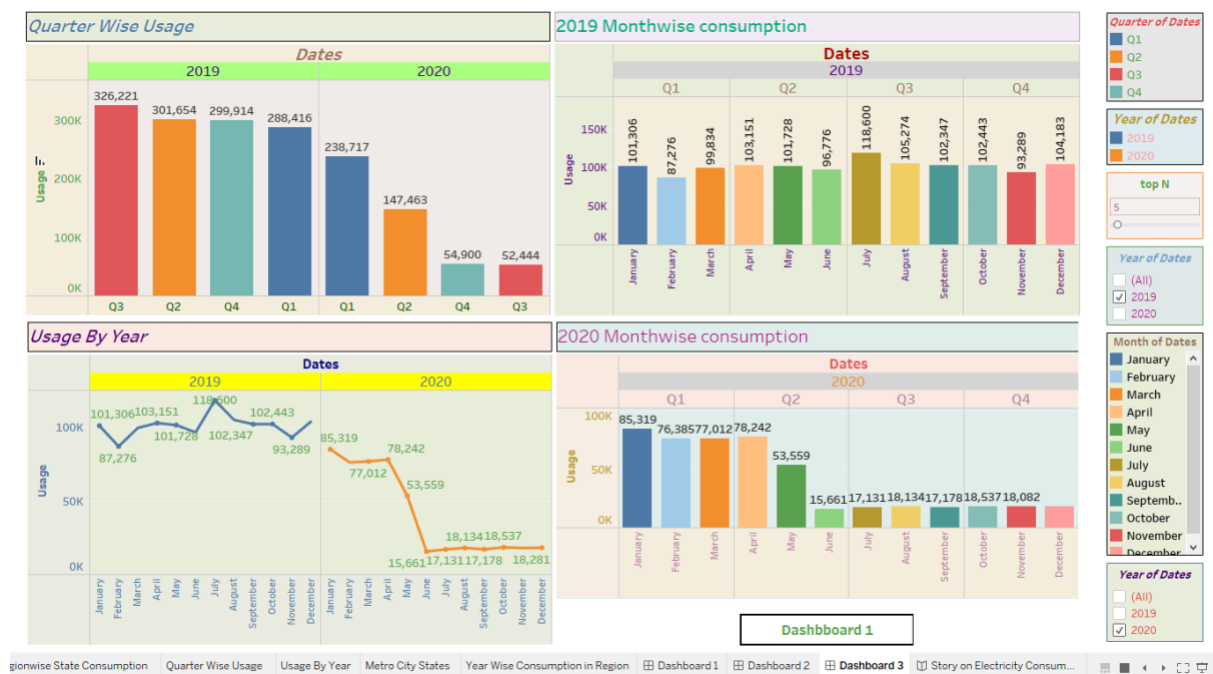 Quarter Wise Usage
Dates
2019 2020
326,221
301,654
299,914
288,416
238,717
147,463
54,900
52,444
300K
200K
100K
0K
Usage
Q3 Q2 Q4 Q1 Q1 Q2 Q4 Q3
2019 Monthwise consumption
Dates
2019
Q1 Q2 Q3 Q4
150K
100K
50K
0K
Usage
101,306
87,276
99,834
103,151
101,728
96,776
118,600
105,274
102,347
102,443
93,289
104,183
January
February
March
April
May
June
July
August
September
October
November
December
Usage By Year
Dates
2019 2020
100K
50K
0K
Usage
101,306
87,276
103,151
101,728
118,600
102,347
102,443
93,289
85,319
77,012
78,242
53,559
15,661
17,131
18,134
17,178
18,537
18,281
January
February
March
April
May
June
July
August
September
October
November
December
January
February
March
April
May
June
July
August
September
October
November
December
2020 Monthwise consumption
Dates
2020
Q1 Q2 Q3 Q4
100K
50K
0K
Usage
85,319
76,385
77,012
78,242
53,559
15,661
17,131
18,134
17,178
18,537
18,082
January
February
March
April
May
June
July
August
September
October
November
December
Dashbboard 1
Quarter of Dates
Q1
Q2
Q3
Q4
Year of Dates
2019
2020
top N
5
Year of Dates
(All)
2019
2020
Month of Dates
January
February
March
April
May
June
July
August
Septemb..
October
November
December
Year of Dates
(All)
2019
2020
gionwise State Consumption Quarter Wise Usage Usage By Year Metro City States Year Wise Consumption in Region Dashboard 1 Dashboard 2 Dashboard 3 Story on Electricity Consum...